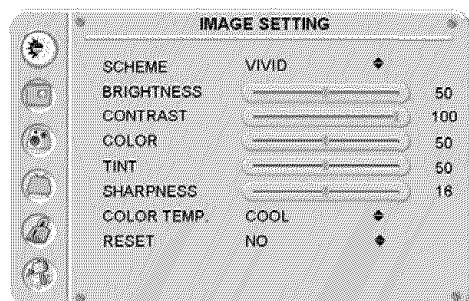 IMAGE SETTING
SCHEME VIVID
BRIGHTNESS 50
CONTRAST 100
COLOR 50
TINT 50
SHARPNESS 16
COLOR TEMP. COOL
RESET NO